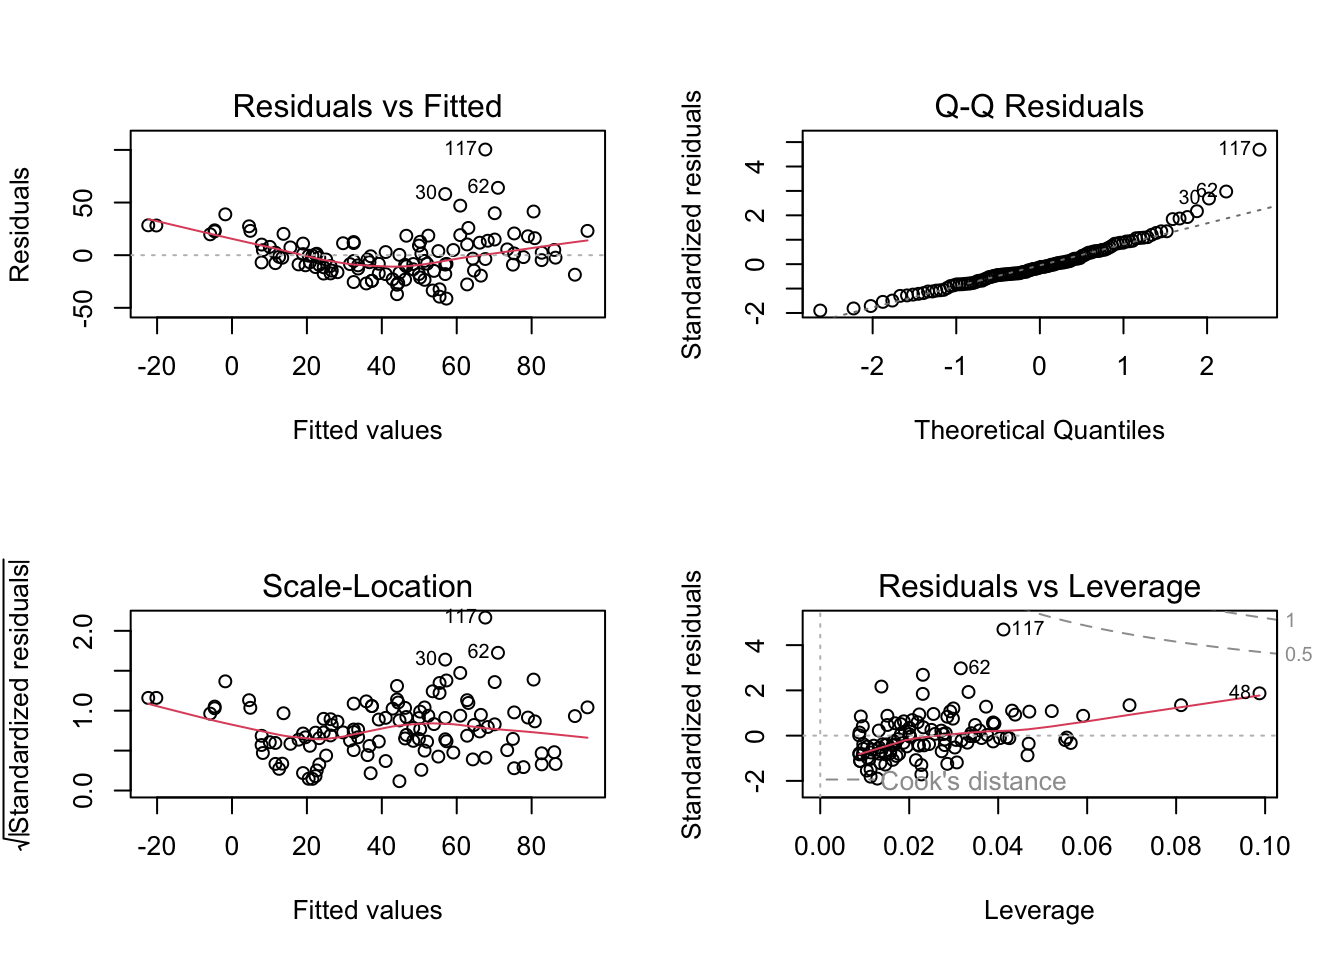 Residuals vs Fitted
Residuals
50
0
-50
117
30
62
-20 0 20 40 60 80
Fitted values
Q-Q Residuals
Standardized residuals
4
2
0
-2
117
62
30
-2 -1 0 1 2
Theoretical Quantiles
Scale-Location
√|Standardized residuals|
2.0
1.0
0.0
117
62
30
-20 0 20 40 60 80
Fitted values
Residuals vs Leverage
Standardized residuals
4
2
0
-2
117
62
48
1
0.5
Cook's distance
0.00 0.02 0.04 0.06 0.08 0.10
Leverage